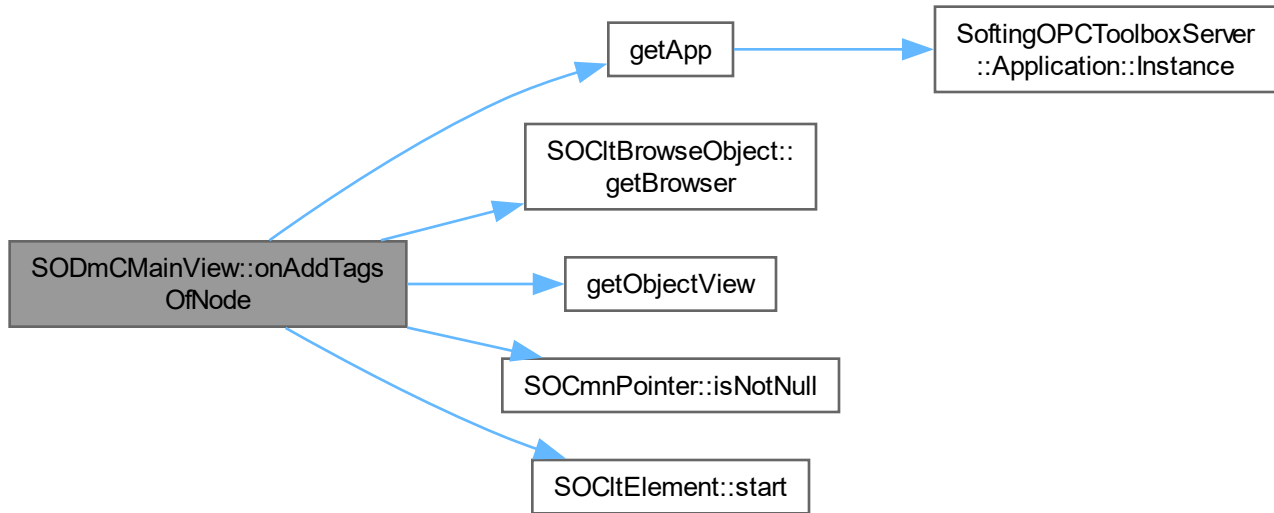 getApp
SoftingOPCToolboxServer
::Application::Instance
SOCltBrowseObject::
getBrowser
SODmCMainView::onAddTags
OfNode
getObjectView
SOCmnPointer::isNotNull
SOCltElement::start